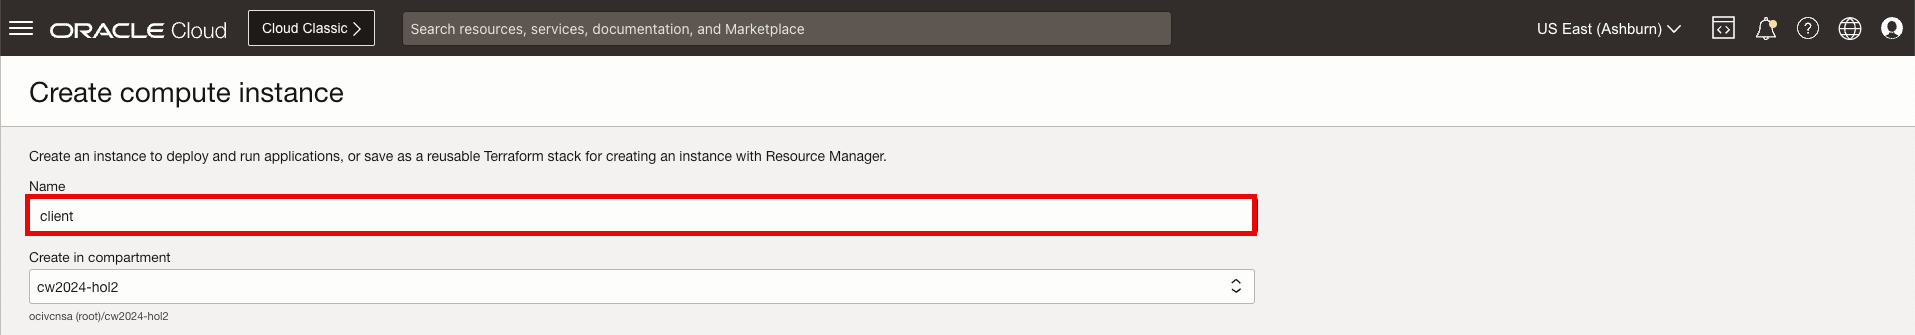 ORACLE Cloud Cloud Classic Search resources, services, documentation, and Marketplace US East (Ashburn)
Create compute instance
Create an instance to deploy and run applications, or save as a reusable Terraform stack for creating an instance with Resource Manager.
Name
client
Create in compartment
cw2024-hol2
ocivcnsa (root)/cw2024-hol2